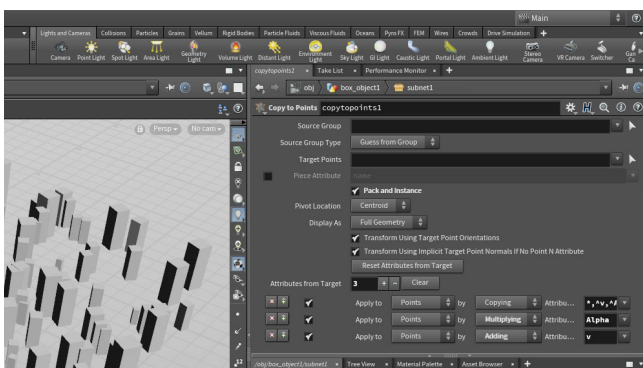 Main
Lights and Cameras Collisions Particles Grains Vellum Rigid Bodies Particle Fluids Viscous Fluids Oceans Pyro FX FEM Wires Crowds Drive Simulation +
Camera Point Light Spot Light Area Light Geometry Light Volume Light Distant Light Environment Light Sky Light GI Light Caustic Light Portal Light Ambient Light Stereo Camera VR Camera Switcher
copytopoints1 × Take List × Performance Monitor × +
obj box_object1 subnet1
Copy to Points copytopoints1
Persp No cam
Source Group
Source Group Type Guess from Group
Target Points
Piece Attribute name
Pack and Instance
Pivot Location Centroid
Display As Full Geometry
Transform Using Target Point Orientations
Transform Using Implicit Target Point Normals If No Point N Attribute
Reset Attributes from Target
Attributes from Target 3 + - Clear
Apply to Points by Copying Attribu... *,^v,^A
Apply to Points by Multiplying Attribu... Alpha
Apply to Points by Adding Attribu... v
/obj/box_object1/subnet1 × Tree View × Material Palette × Asset Browser × +